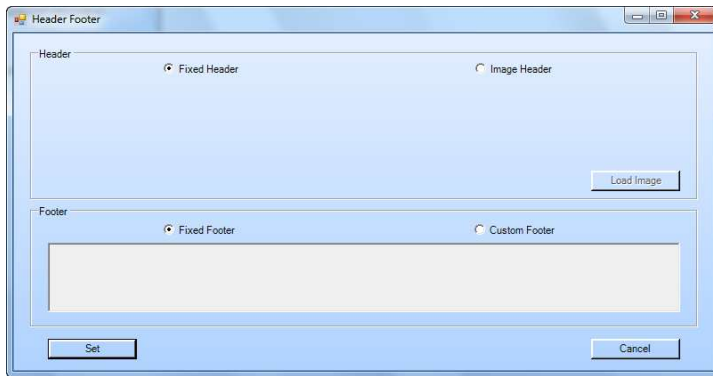 Header Footer
Header
Fixed Header
Image Header
Load Image
Footer
Fixed Footer
Custom Footer
Set
Cancel